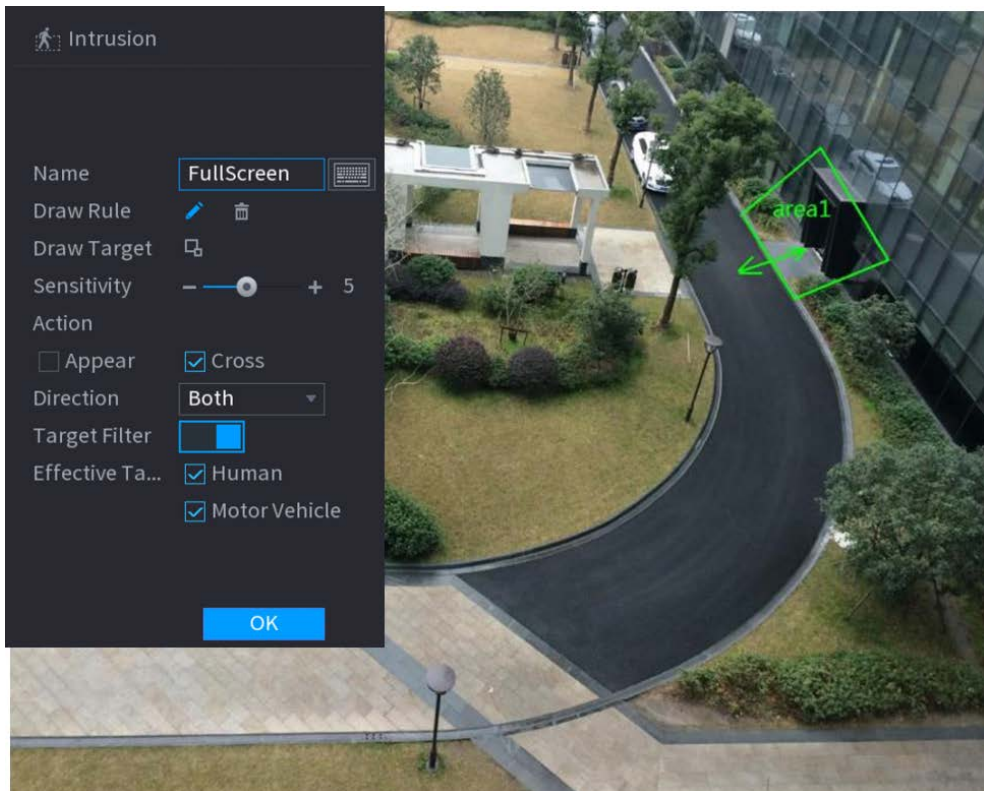 Intrusion
Name FullScreen
Draw Rule
Draw Target
Sensitivity - + 5
Action
Appear Cross
Direction Both
Target Filter
Effective Ta... Human
Motor Vehicle
OK
area1